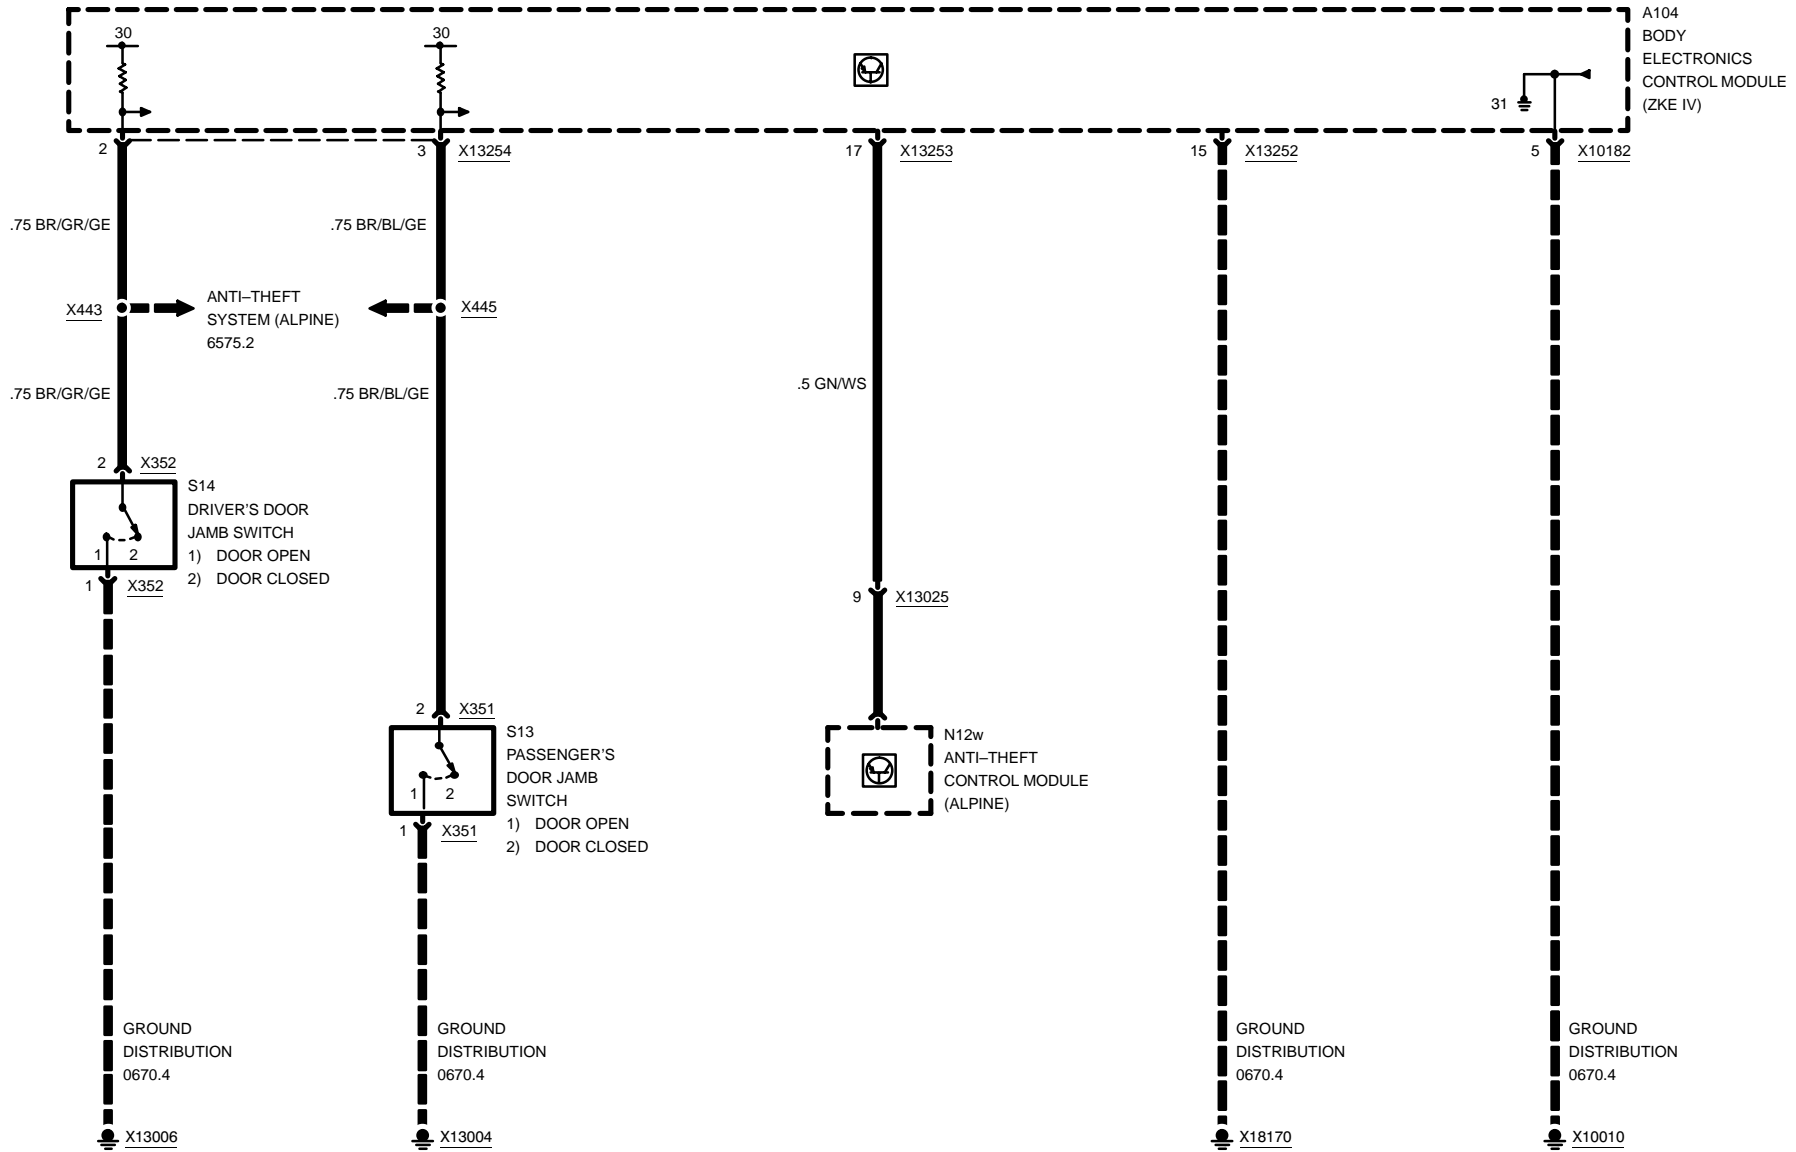 A104
BODY
ELECTRONICS
CONTROL MODULE
(ZKE IV)
30
30
31
2
3
X13254
17
X13253
15
X13252
5
X10182
.75 BR/GR/GE
.75 BR/BL/GE
X443
ANTI–THEFT
SYSTEM (ALPINE)
6575.2
X445
.75 BR/GR/GE
.75 BR/BL/GE
.5 GN/WS
2
X352
S14
DRIVER'S DOOR
JAMB SWITCH
1) DOOR OPEN
2) DOOR CLOSED
1
2
1
X352
9
X13025
2
X351
S13
PASSENGER'S
DOOR JAMB
SWITCH
1) DOOR OPEN
2) DOOR CLOSED
1
2
1
X351
N12w
ANTI–THEFT
CONTROL MODULE
(ALPINE)
GROUND
DISTRIBUTION
0670.4
GROUND
DISTRIBUTION
0670.4
GROUND
DISTRIBUTION
0670.4
GROUND
DISTRIBUTION
0670.4
X13006
X13004
X18170
X10010